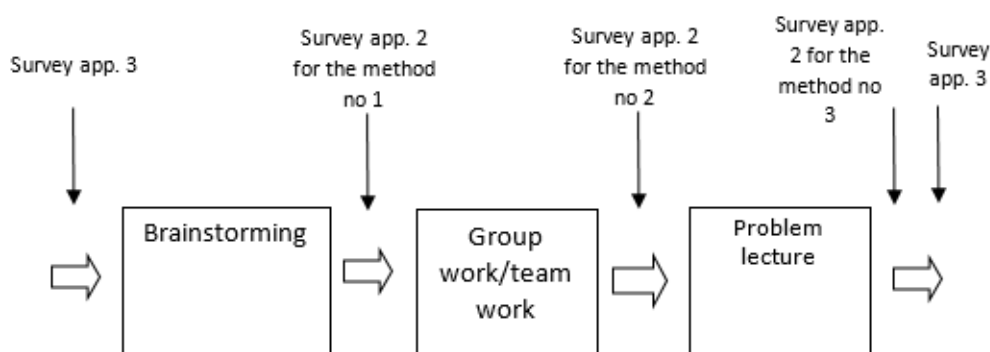 Survey app. 3
Survey app. 2
for the method
no 1
Survey app. 2
for the method
no 2
Survey app.
2 for the
method no
3
Survey
app. 3
Brainstorming
Group
work/team
work
Problem
lecture